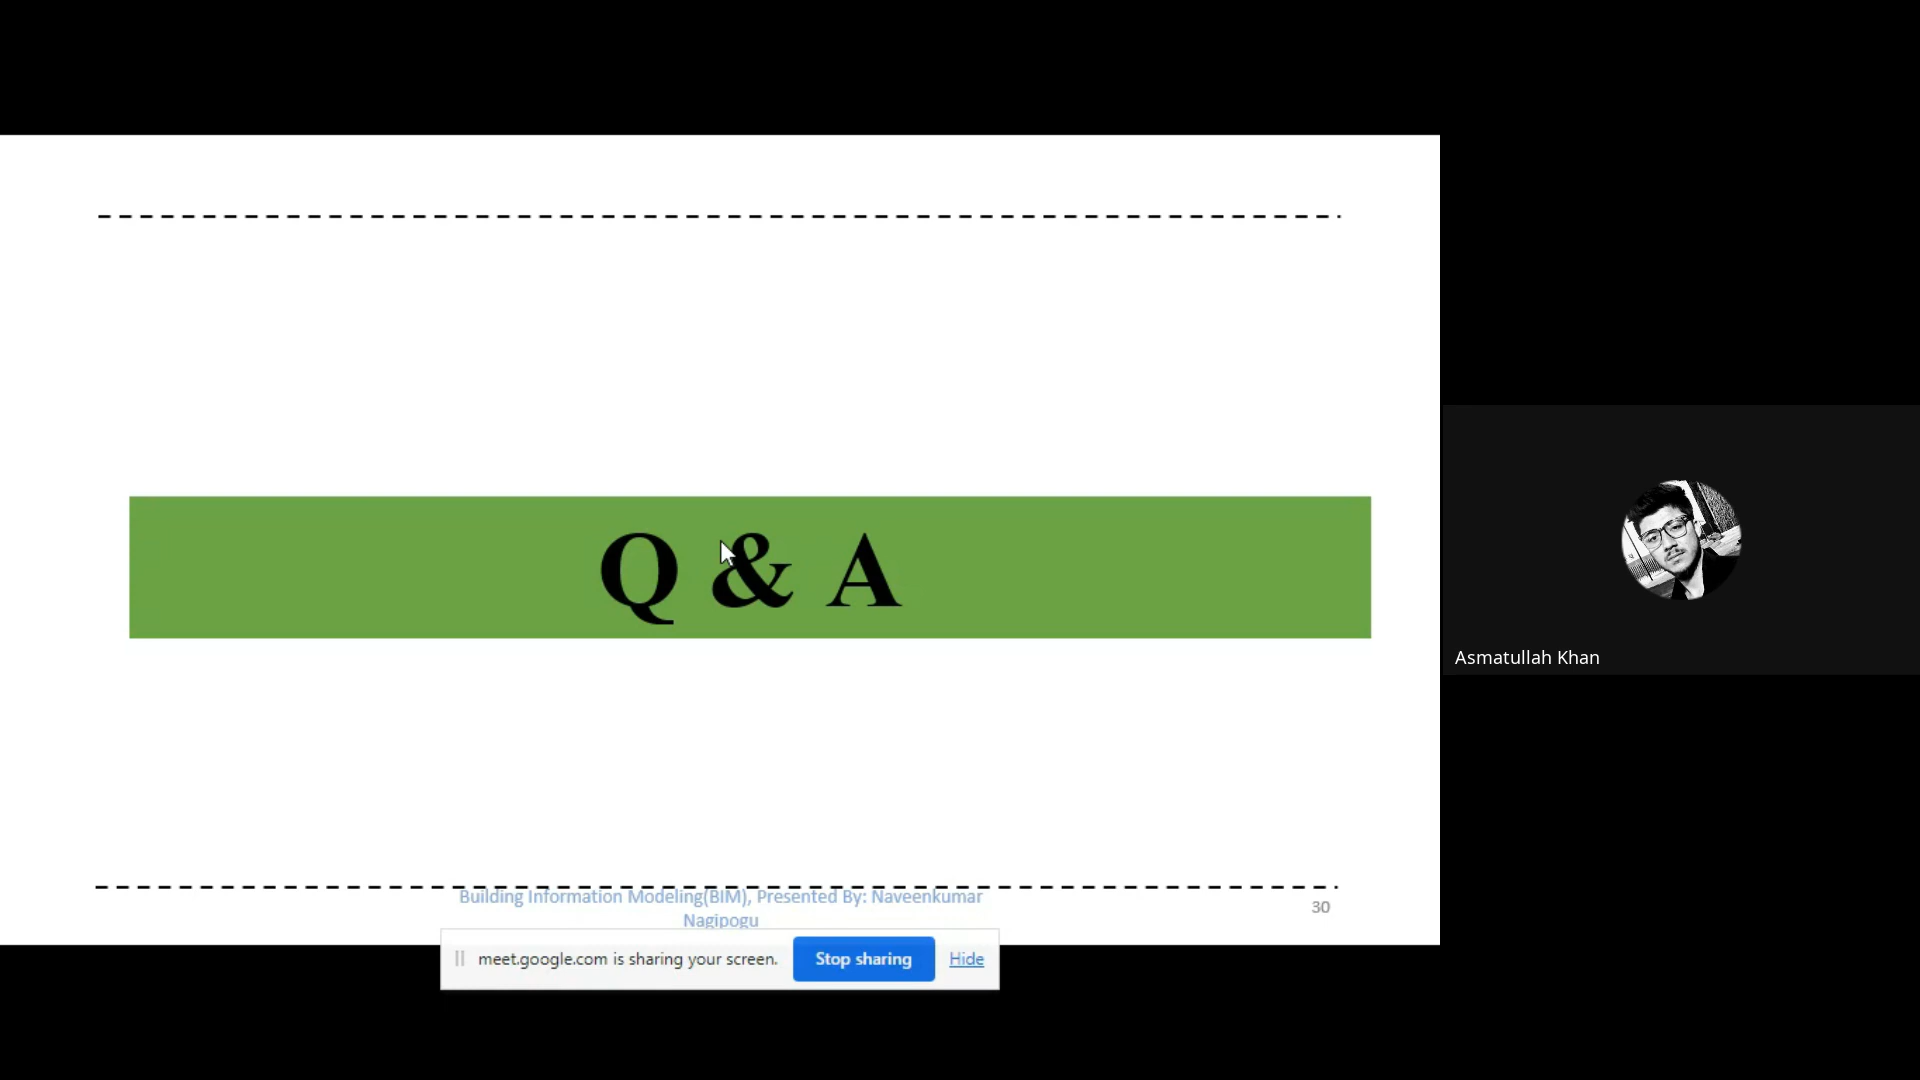 Q & A
Asmatullah Khan
Building Information Modeling(BIM), Presented By: Naveenkumar
Nagipogu
30
meet.google.com is sharing your screen. Stop sharing Hide